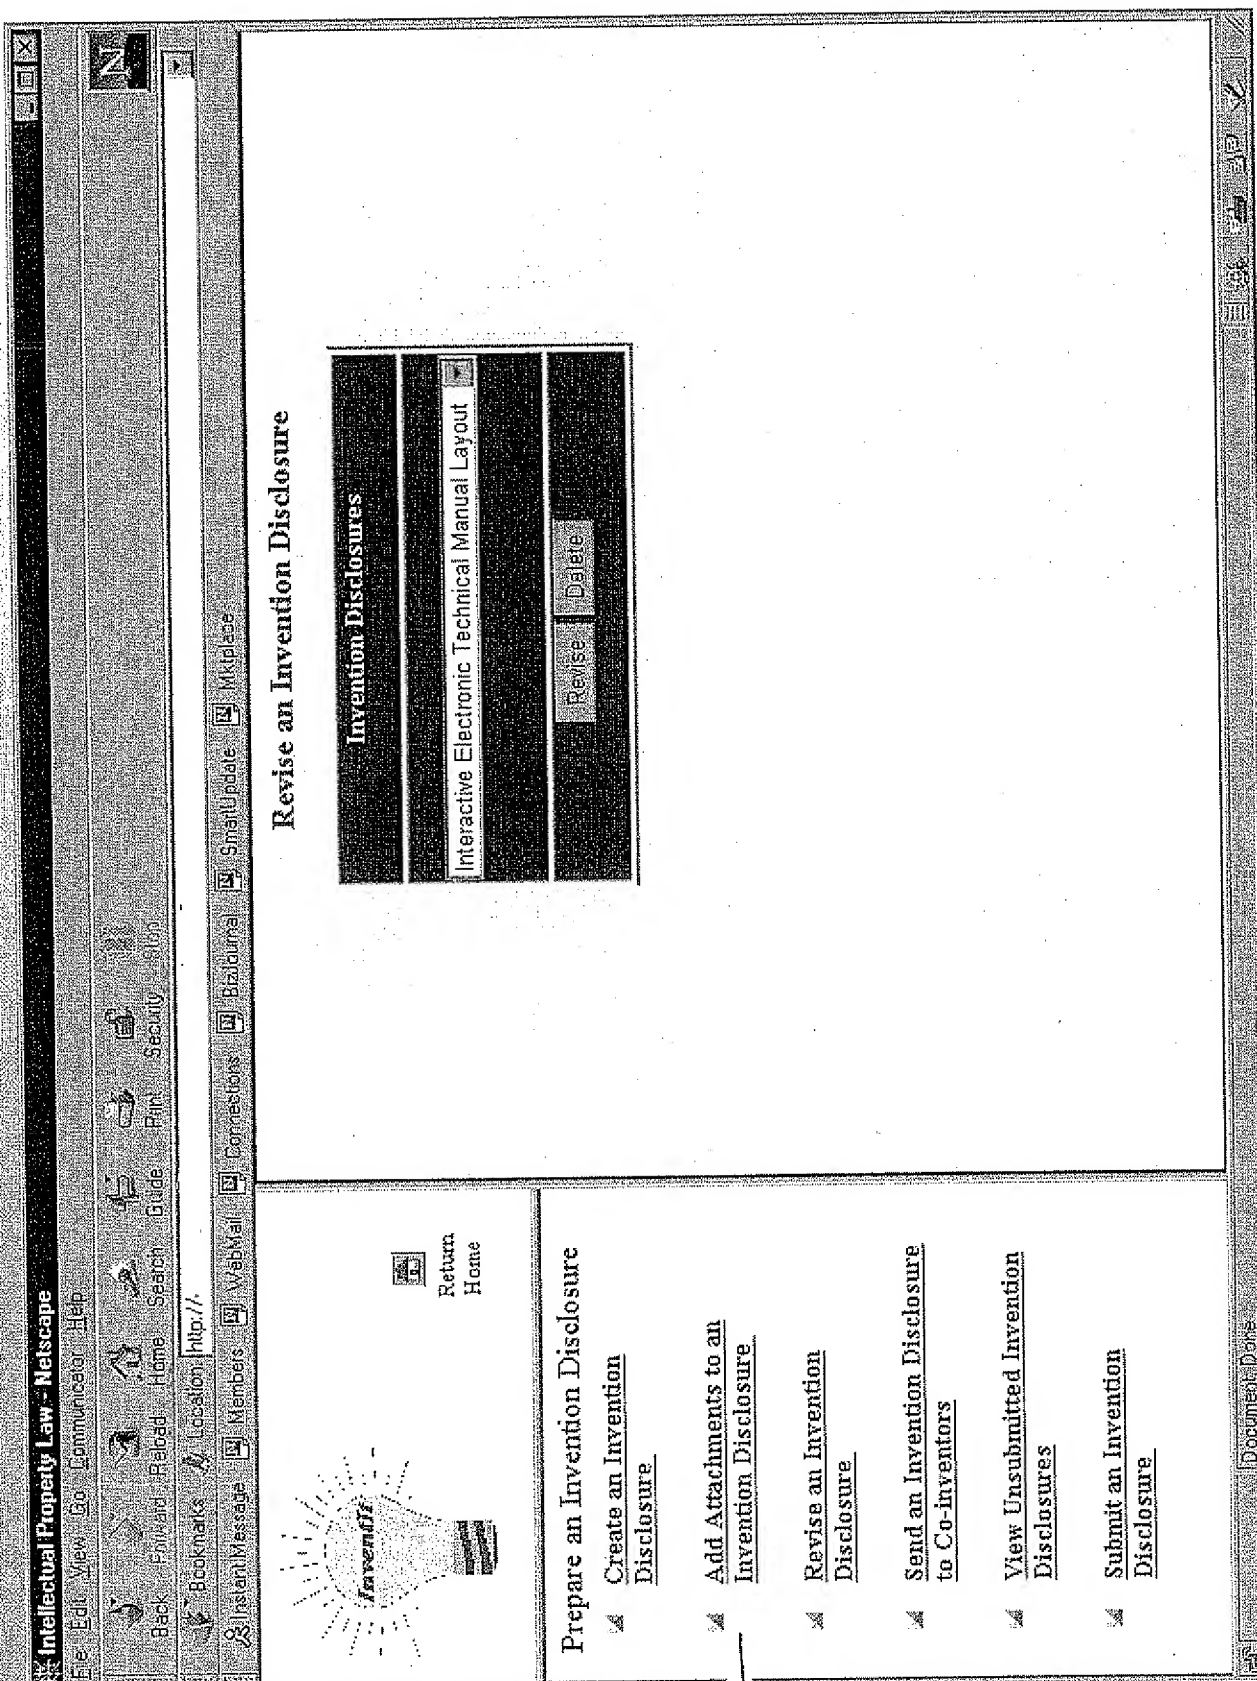 Intellectual Property Law - Netscape
File Edit View Go Communicator Help
Back Forward Reload Home Search Guide Print Security Stop
Bookmarks Location http://
Instant Message Members WebMail Connections BizJournal SmartUpdate Mktplace
InventIt
Return
Home
Prepare an Invention Disclosure
Create an Invention
Disclosure
Add Attachments to an
Invention Disclosure
Revise an Invention
Disclosure
Send an Invention Disclosure
to Co-inventors
View Unsubmitted Invention
Disclosures
Submit an Invention
Disclosure
Revise an Invention Disclosure
Invention Disclosures
Interactive Electronic Technical Manual Layout
Revise Delete
Document: Done